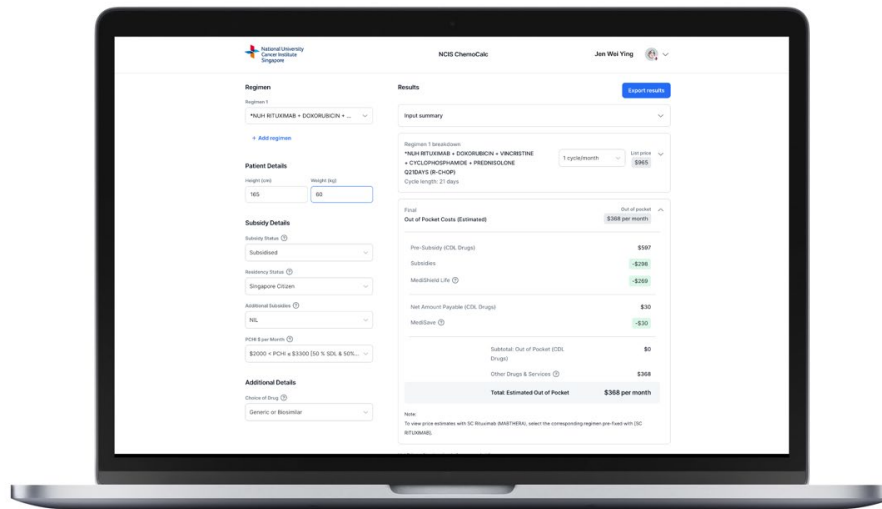 National University
Cancer Institute
Singapore
NCIS ChemoCalc
Jen Wei Ying
Regimen
Regimen 1
*NUH RITUXIMAB + DOXORUBICIN + ...
+ Add regimen
Patient Details
Height (cm)
Weight (kg)
165
60
Subsidy Details
Subsidy Status
Subsidised
Residency Status
Singapore Citizen
Additional Subsidies
NIL
PCHI $ per Month
$2000 < PCHI ≤ $3300 [50 % SDL & 50%...
Additional Details
Choice of Drug
Generic or Biosimilar
Results
Export results
Input summary
Regimen 1 breakdown
*NUH RITUXIMAB + DOXORUBICIN + VINCRISTINE
+ CYCLOPHOSPHAMIDE + PREDNISOLONE
Q21DAYS (R-CHOP)
Cycle length: 21 days
1 cycle/month
List price
$965
Final
Out of Pocket Costs (Estimated)
Out of pocket
$368 per month
Pre-Subsidy (CDL Drugs) $597
Subsidies -$298
MediShield Life -$269
Net Amount Payable (CDL Drugs) $30
MediSave -$30
Subtotal: Out of Pocket (CDL
Drugs) $0
Other Drugs & Services $368
Total: Estimated Out of Pocket $368 per month
Note:
To view price estimates with SC Rituximab (MABTHERA), select the corresponding regimen pre-fixed with [SC
RITUXIMAB].